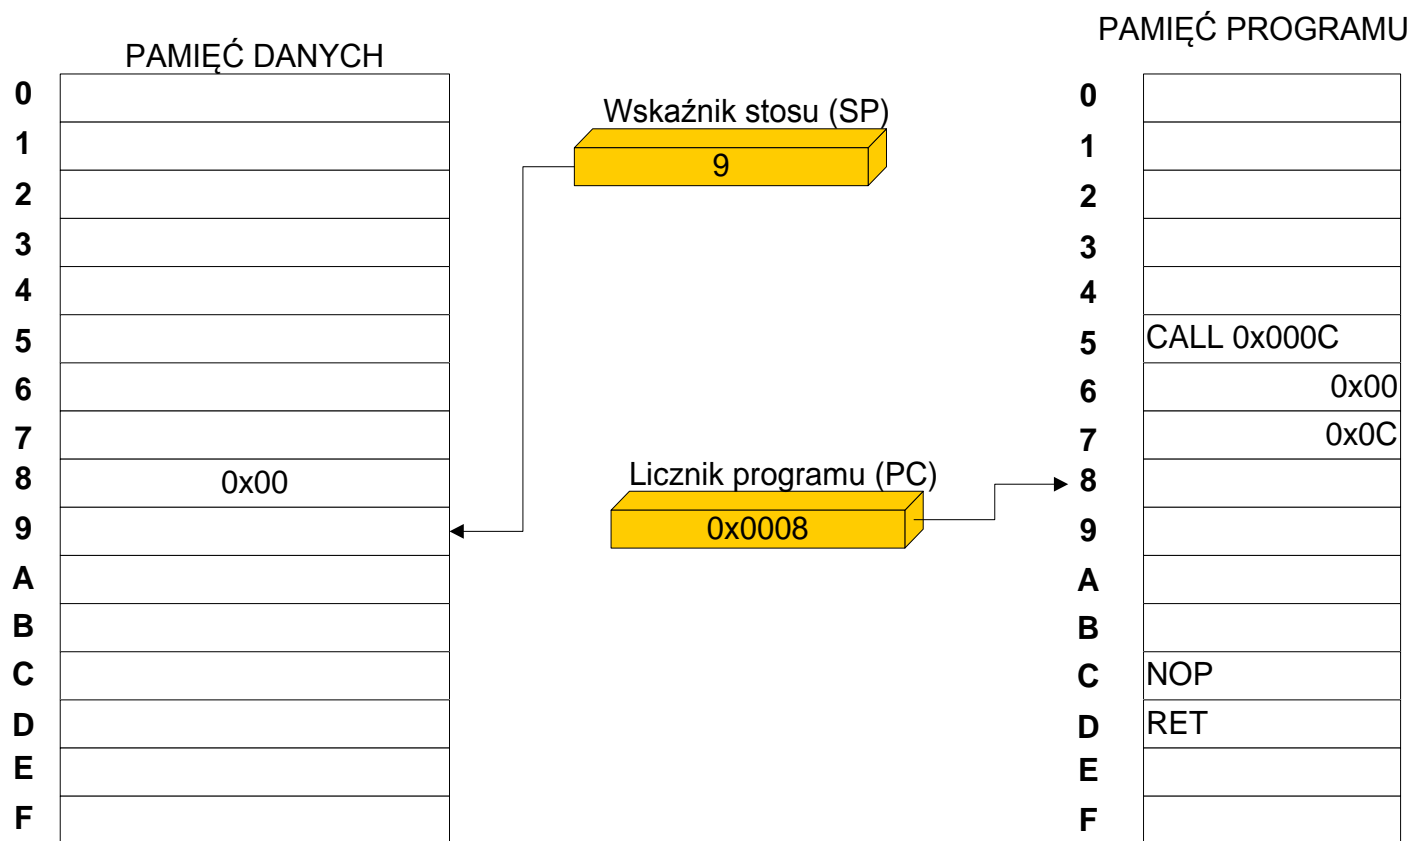 PAMIĘĆ PROGRAMU
PAMIĘĆ DANYCH
Wskaźnik stosu (SP)
9
Licznik programu (PC)
0x0008
0
1
2
3
4
5
6
7
8 0x00
9
A
B
C
D
E
F
0
1
2
3
4
5 CALL 0x000C
6 0x00
7 0x0C
8
9
A
B
C NOP
D RET
E
F